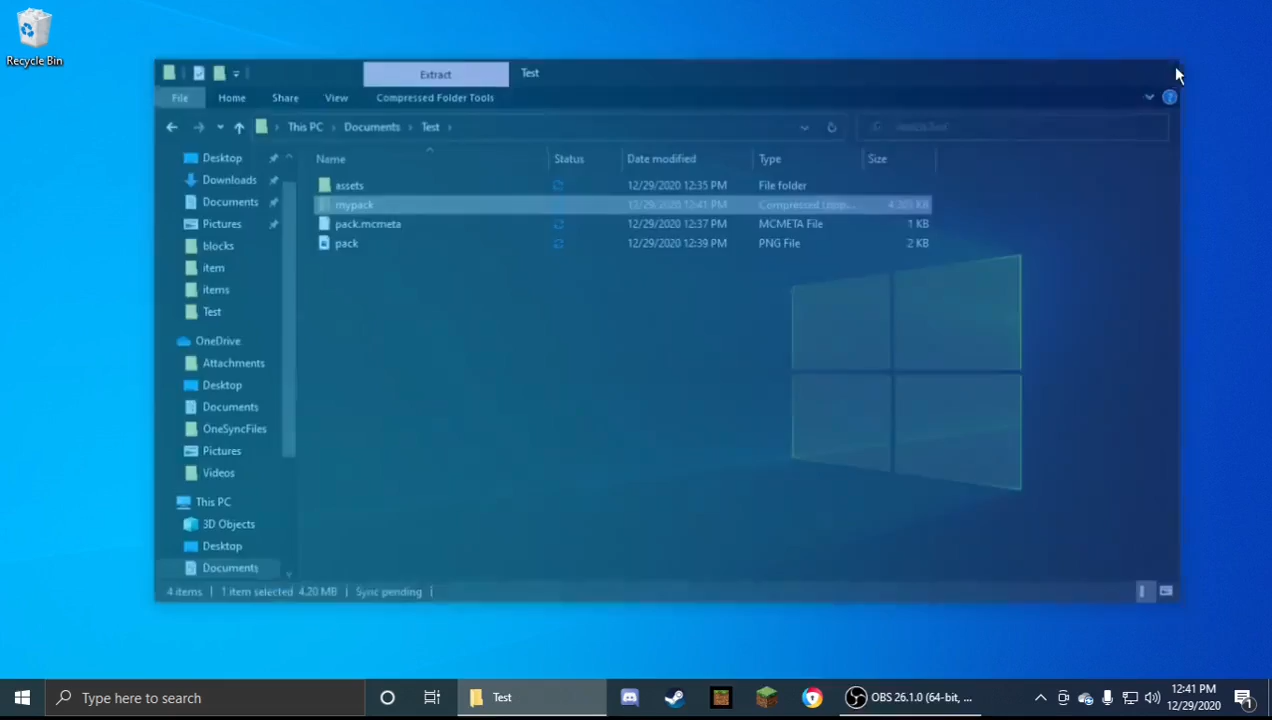 Recycle Bin
Extract
Test
File
Home
Share
View
Compressed Folder Tools
This PC
Documents
Test
Name
Status
Date modified
Type
Size
assets
12/29/2020 12:35 PM
File folder
mypack
12/29/2020 12:41 PM
Compressed
KB
pack.mcmeta
12/29/2020 12:37 PM
MCMETA File
1 KB
pack
12/29/2020 12:39 PM
PNG File
2 KB
Desktop
Downloads
Documents
Pictures
blocks
item
items
Test
OneDrive
Attachments
Desktop
Documents
OneSyncFiles
Pictures
Videos
This PC
3D Objects
Desktop
Documents
4 items
1 item selected 4.20 MB
Sync pending
Type here to search
Test
OBS 26.1.0 (64-bit, ...
12:41 PM
12/29/2020
1